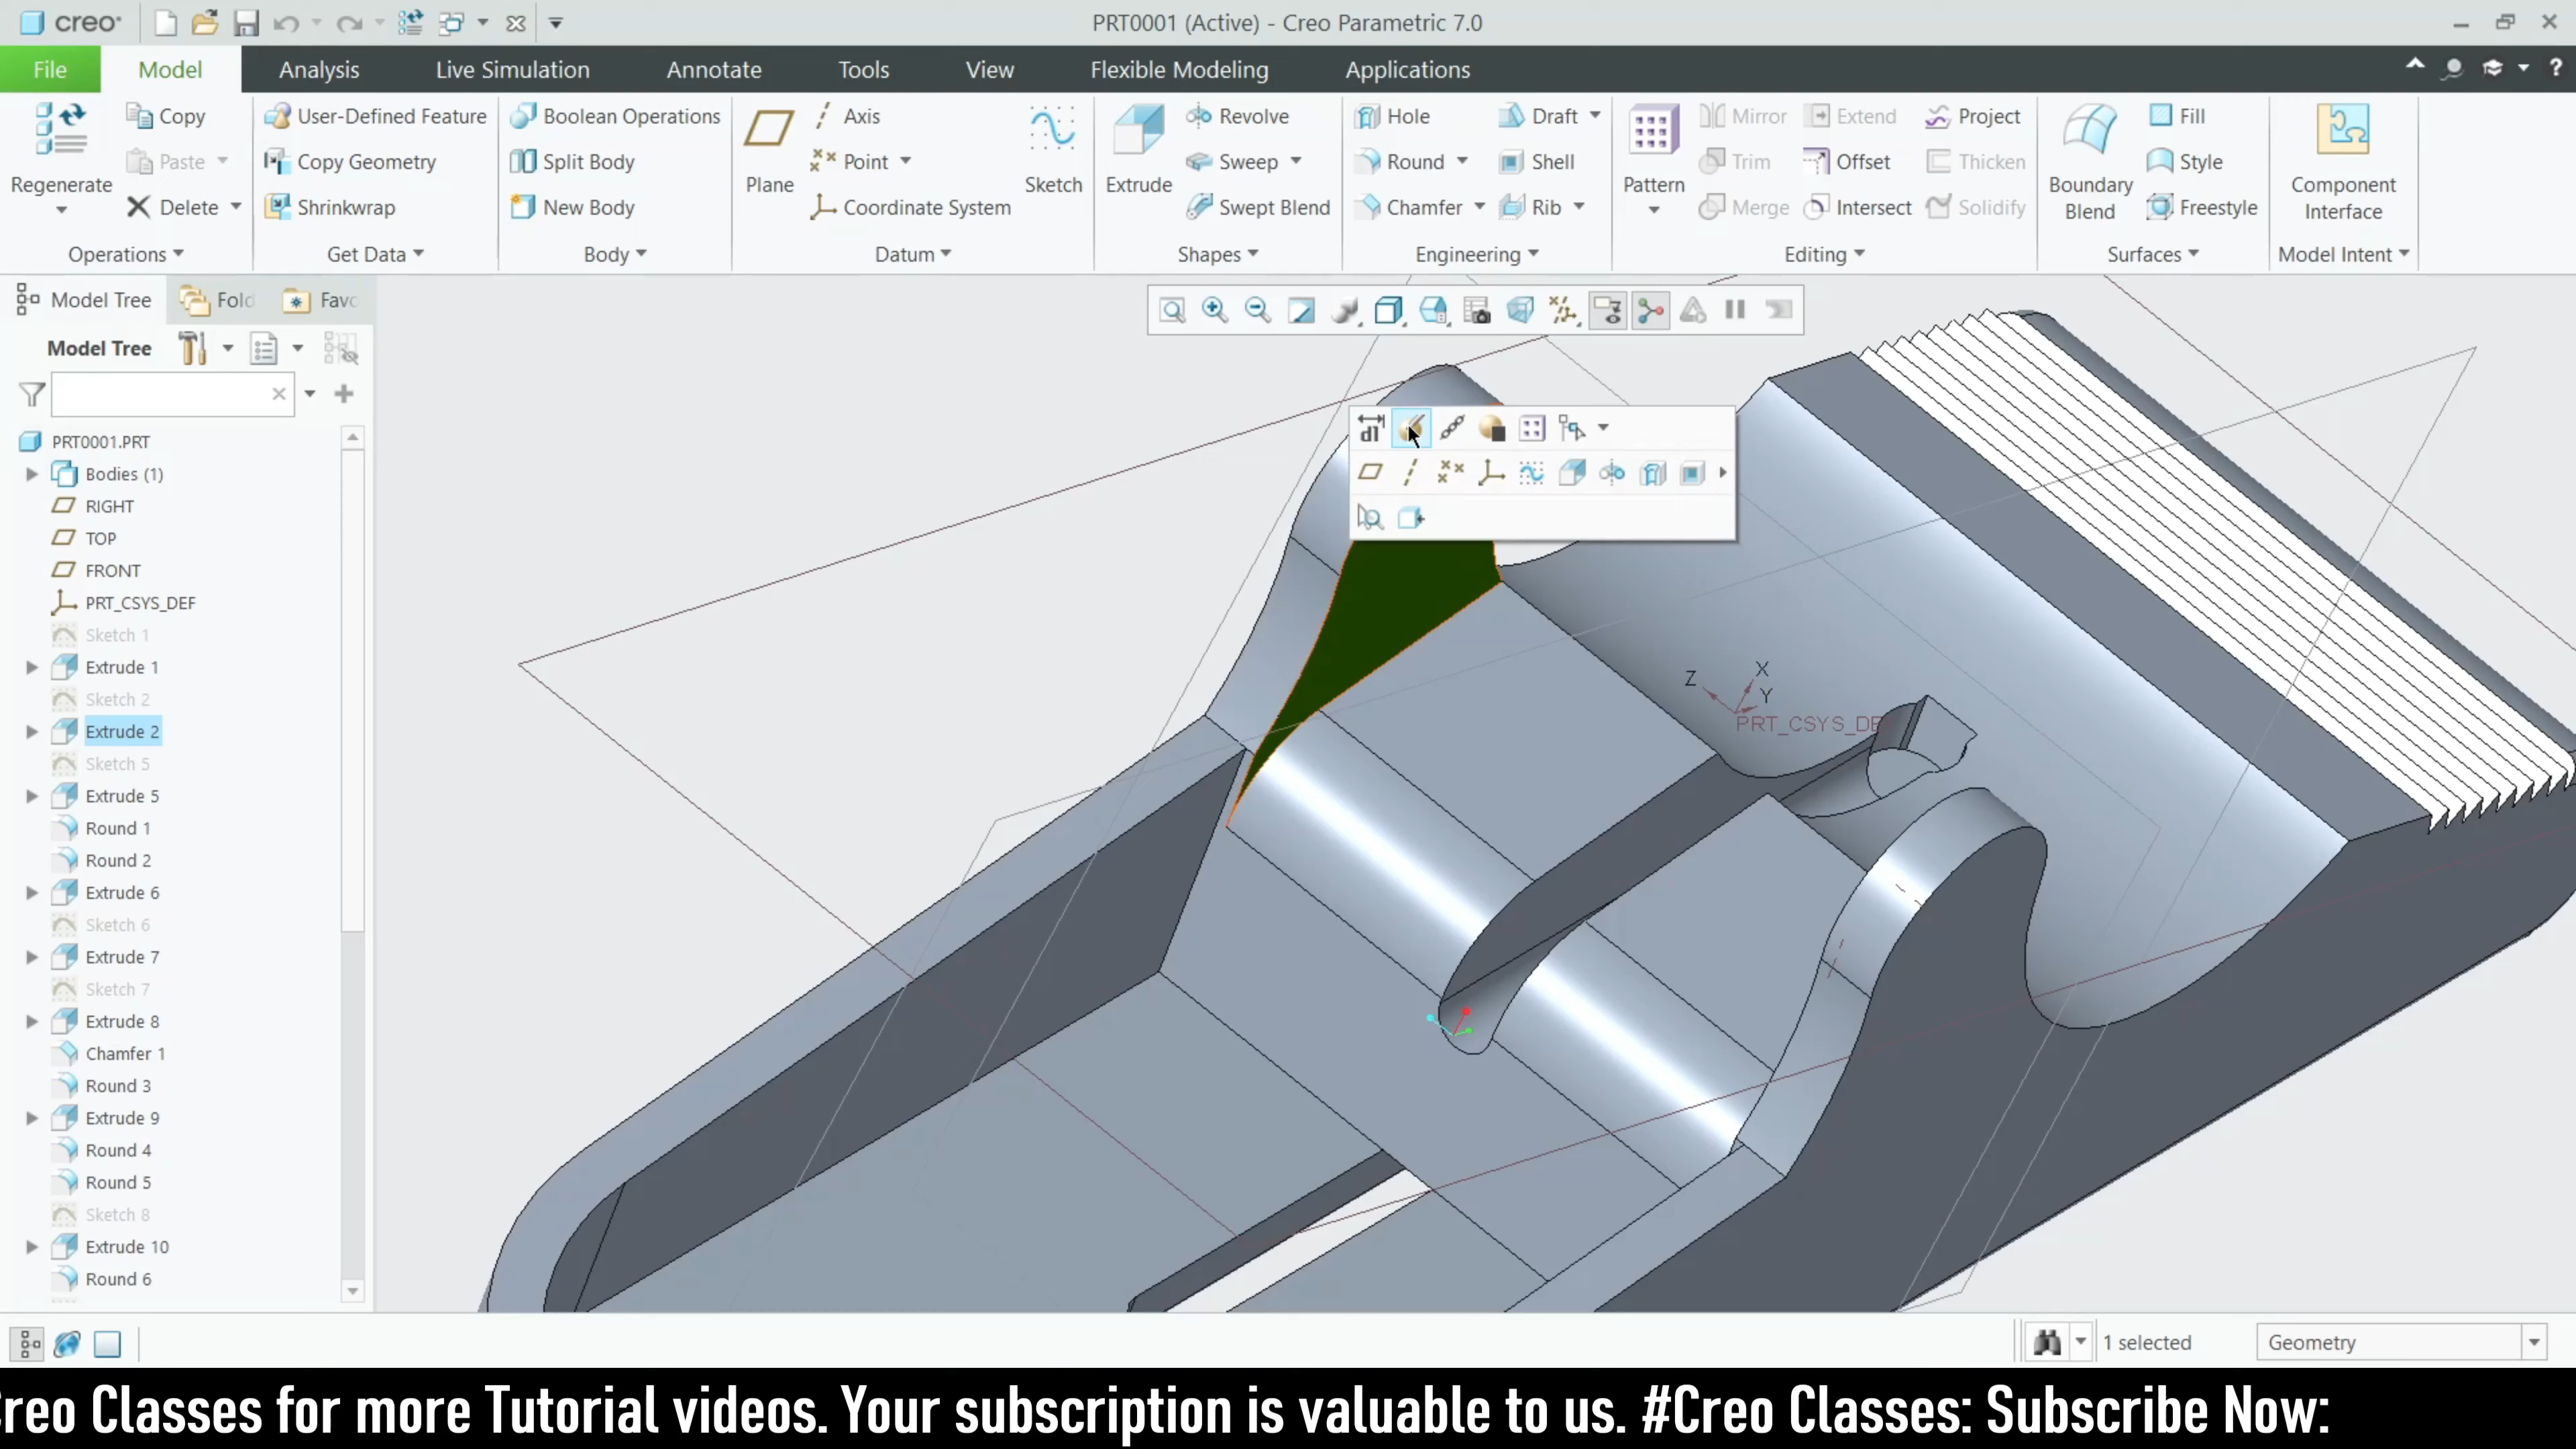 creo
PRT0001 (Active) - Creo Parametric 7.0
File Model Analysis Live Simulation Annotate Tools View Flexible Modeling Applications
Regenerate Copy Paste Delete
User-Defined Feature Copy Geometry Shrinkwrap
Boolean Operations Split Body New Body
Plane Axis Point Coordinate System Sketch
Extrude Revolve Sweep Swept Blend
Hole Round Chamfer Draft Shell Rib
Pattern Mirror Trim Merge Extend Offset Intersect Project Thicken Solidify
Boundary Blend Fill Style Freestyle
Component Interface
Operations Get Data Body Datum Shapes Engineering Editing Surfaces Model Intent
Model Tree Fold Favo
Model Tree
PRT0001.PRT
Bodies (1)
RIGHT
TOP
FRONT
PRT_CSYS_DEF
Sketch 1
Extrude 1
Sketch 2
Extrude 2
Sketch 5
Extrude 5
Round 1
Round 2
Extrude 6
Sketch 6
Extrude 7
Sketch 7
Extrude 8
Chamfer 1
Round 3
Extrude 9
Round 4
Round 5
Sketch 8
Extrude 10
Round 6
d1
X
Z
Y
PRT_CSYS_DE
1 selected Geometry
Creo Classes for more Tutorial videos. Your subscription is valuable to us. #Creo Classes: Subscribe Now: